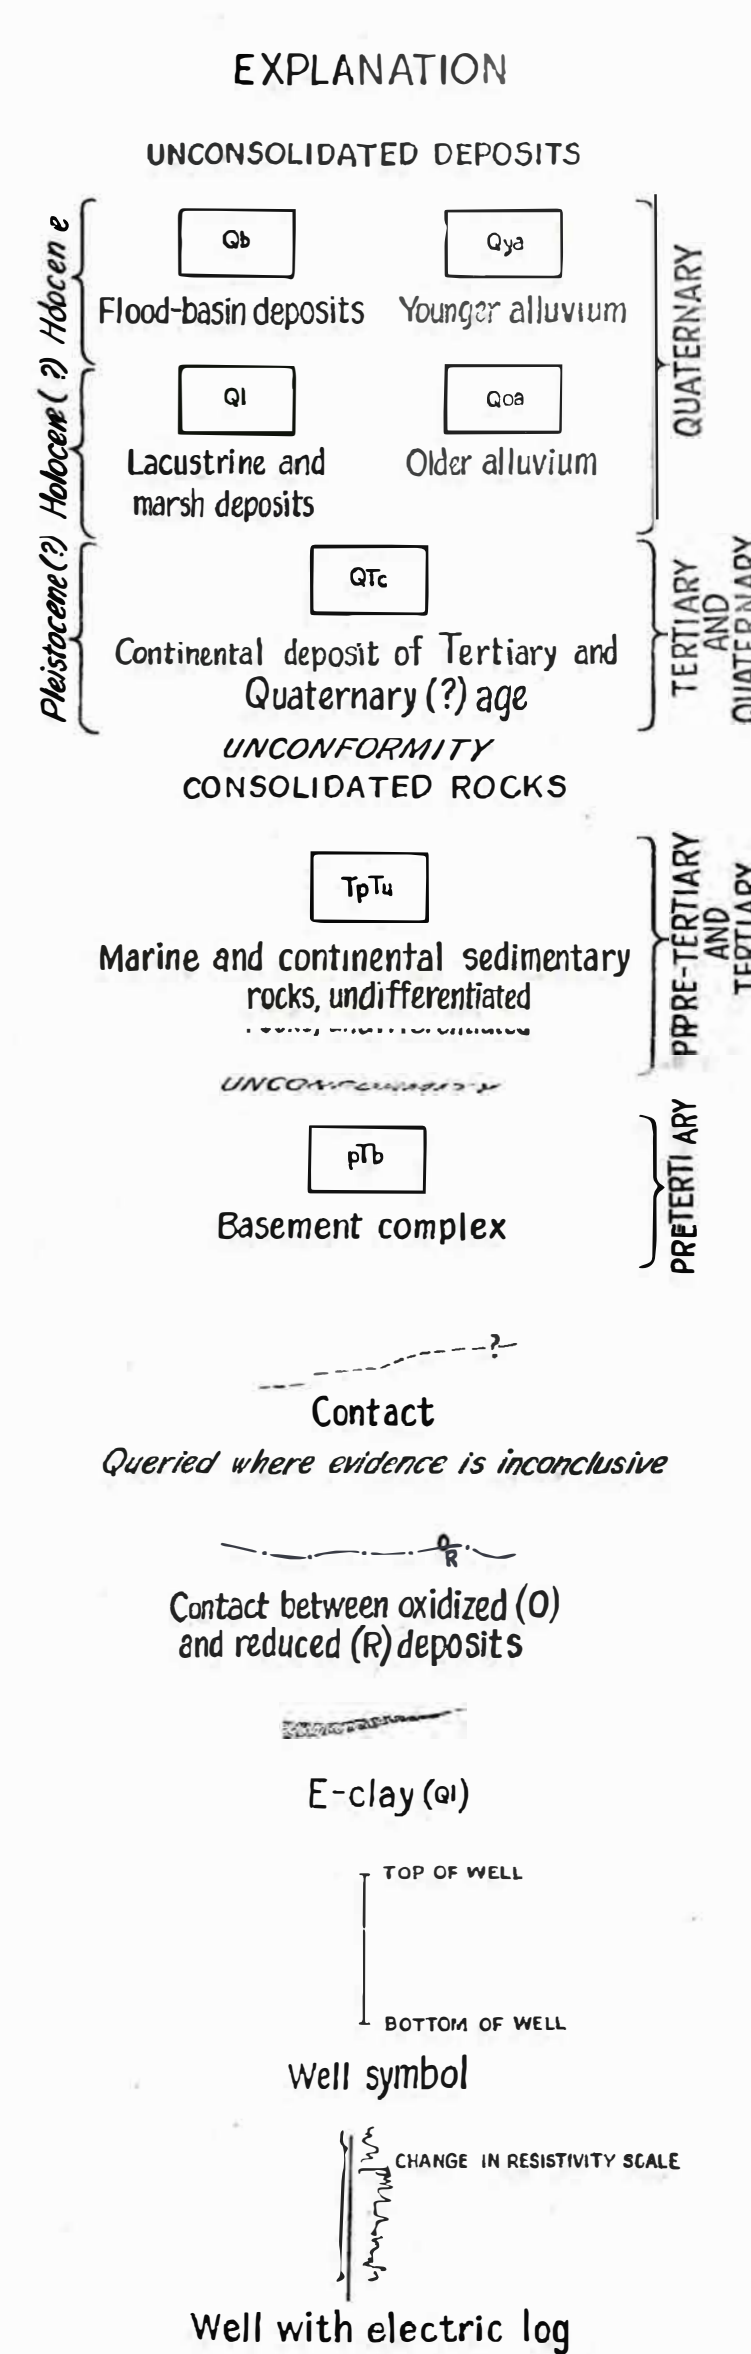 EXPLANATION
UNCONSOLIDATED DEPOSITS
Holocene
Qb
Qya
Flood-basin deposits
Younger alluvium
QUATERNARY
Holocene(?)
Ql
Qoa
Lacustrine and
marsh deposits
Older alluvium
Pleistocene(?)
QTc
Continental deposit of Tertiary and
Quaternary (?) age
TERTIARY
AND
QUATERNARY
UNCONFORMITY
CONSOLIDATED ROCKS
TpTu
Marine and continental sedimentary
rocks, undifferentiated
PPRE-TERTIARY
AND
TERTIARY
pTb
Basement complex
PRETERTIARY
?
Contact
Queried where evidence is inconclusive
O
R
Contact between oxidized (O)
and reduced (R) deposits
E-clay (Ql)
TOP OF WELL
BOTTOM OF WELL
Well symbol
CHANGE IN RESISTIVITY SCALE
Well with electric log